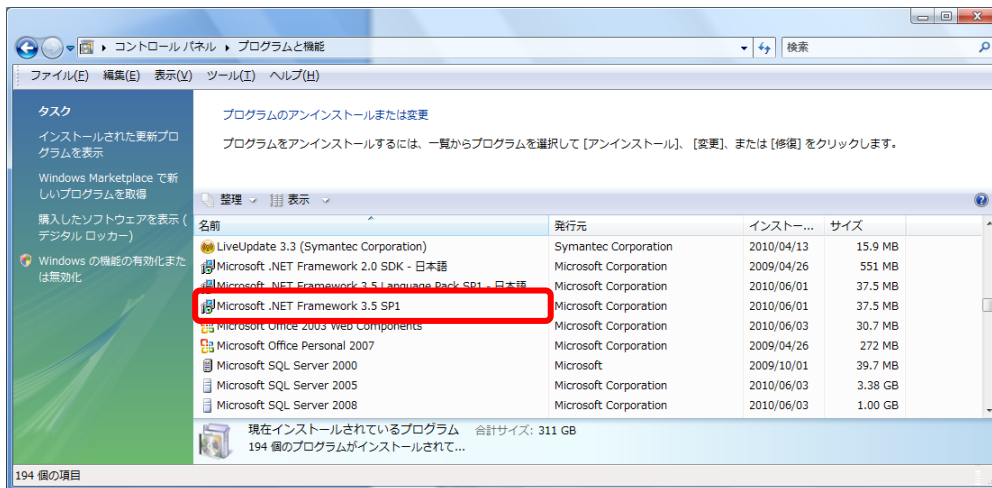 コントロール パネル ▸ プログラムと機能
検索
ファイル(F) 編集(E) 表示(V) ツール(T) ヘルプ(H)
タスク
インストールされた更新プロ
グラムを表示
Windows Marketplace で新
しいプログラムを取得
購入したソフトウェアを表示 (
デジタル ロッカー)
Windows の機能の有効化また
は無効化
プログラムのアンインストールまたは変更
プログラムをアンインストールするには、一覧からプログラムを選択して [アンインストール]、 [変更]、または [修復] をクリックします。
整理 表示
名前 発行元 インストー... サイズ
LiveUpdate 3.3 (Symantec Corporation) Symantec Corporation 2010/04/13 15.9 MB
Microsoft .NET Framework 2.0 SDK - 日本語 Microsoft Corporation 2009/04/26 551 MB
Microsoft .NET Framework 3.5 Language Pack SP1 - 日本語 Microsoft Corporation 2010/06/01 37.5 MB
Microsoft .NET Framework 3.5 SP1 Microsoft Corporation 2010/06/01 37.5 MB
Microsoft Office 2003 Web Components Microsoft Corporation 2010/06/03 30.7 MB
Microsoft Office Personal 2007 Microsoft Corporation 2009/04/26 272 MB
Microsoft SQL Server 2000 Microsoft 2009/10/01 39.7 MB
Microsoft SQL Server 2005 Microsoft Corporation 2010/06/03 3.38 GB
Microsoft SQL Server 2008 Microsoft Corporation 2010/06/03 1.00 GB
現在インストールされているプログラム 合計サイズ: 311 GB
194 個のプログラムがインストールされて...
194 個の項目